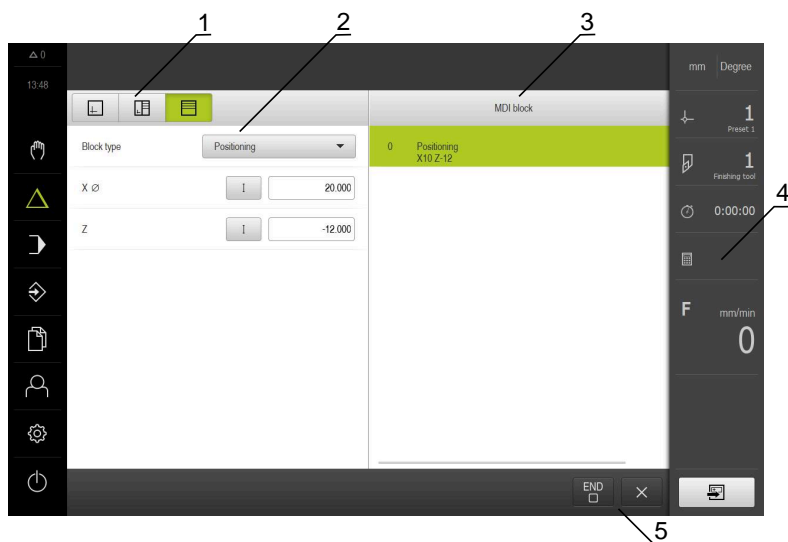 1
2
3
0
13:48
mm Degree
MDI block
1
Preset 1
Block type
Positioning
0 Positioning
X10 Z-12
1
Finishing tool
X ⌀
I
20.000
4
0:00:00
Z
I
-12.000
F mm/min
0
END
5